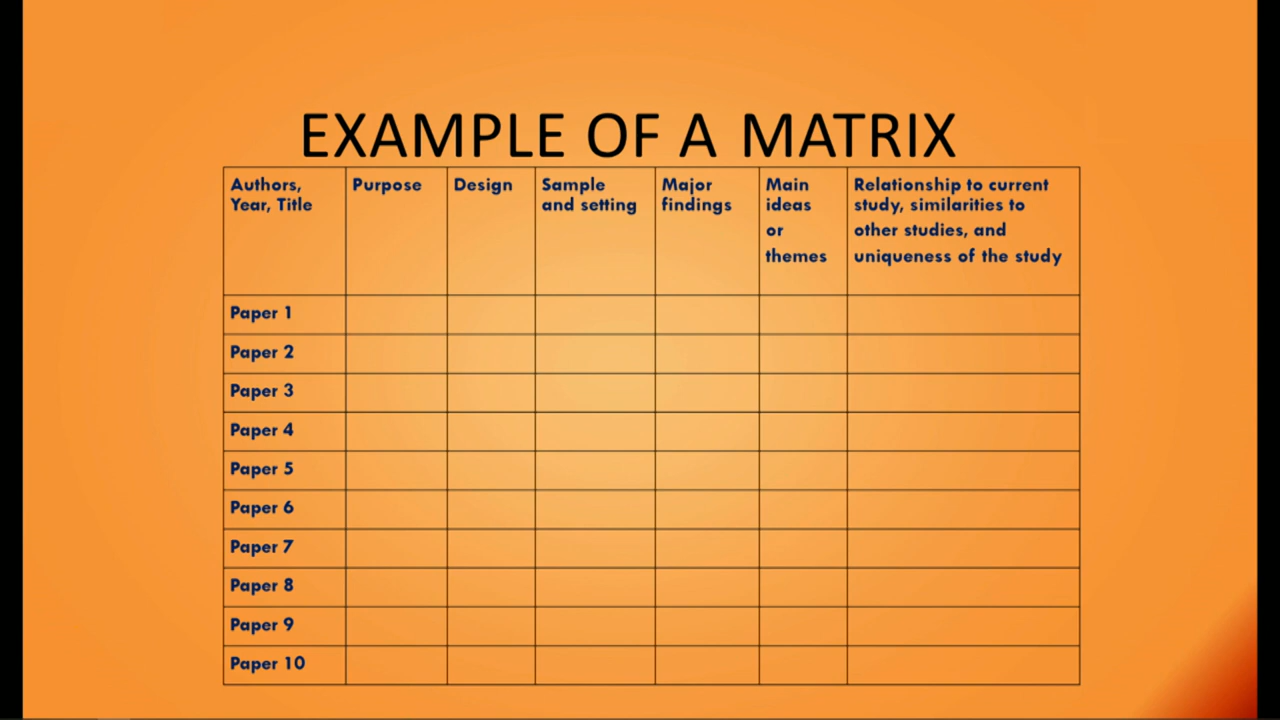 EXAMPLE OF A MATRIX
Authors,
Year, Title
Purpose
Design
Sample
and setting
Major
findings
Main
ideas
or
themes
Relationship to current
study, similarities to
other studies, and
uniqueness of the study
Paper 1
Paper 2
Paper 3
Paper 4
Paper 5
Paper 6
Paper 7
Paper 8
Paper 9
Paper 10